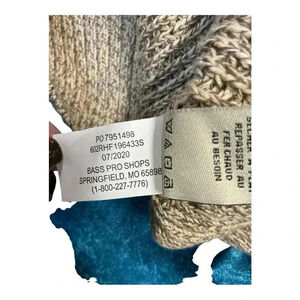 PO 7951498
602RHF196433S
07/2020
BASS PRO SHOPS
SPRINGFIELD, MO 65898
(1-800-227-7776)
REPASSER AU
FER CHAUD
AU BESOIN